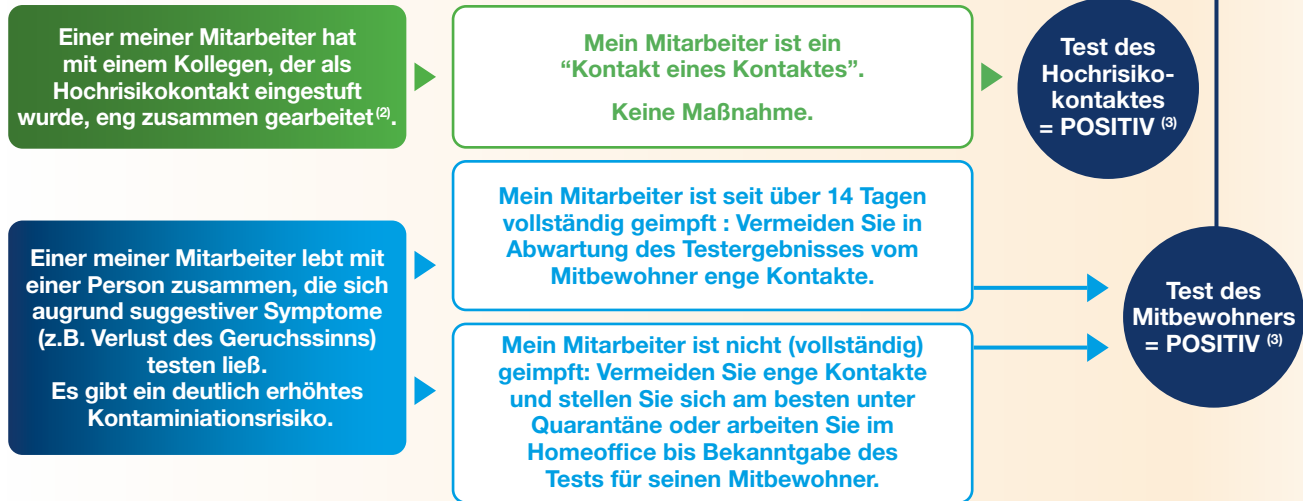 Einer meiner Mitarbeiter hat
mit einem Kollegen, der als
Hochrisikokontakt eingestuft
wurde, eng zusammen gearbeitet (2).
Mein Mitarbeiter ist ein
“Kontakt eines Kontaktes”.
Keine Maßnahme.
Test des
Hochrisiko-
kontaktes
= POSITIV (3)
Einer meiner Mitarbeiter lebt mit
einer Person zusammen, die sich
augrund suggestiver Symptome
(z.B. Verlust des Geruchssinns)
testen ließ.
Es gibt ein deutlich erhöhtes
Kontaminiationsrisiko.
Mein Mitarbeiter ist seit über 14 Tagen
vollständig geimpft : Vermeiden Sie in
Abwartung des Testergebnisses vom
Mitbewohner enge Kontakte.
Mein Mitarbeiter ist nicht (vollständig)
geimpft: Vermeiden Sie enge Kontakte
und stellen Sie sich am besten unter
Quarantäne oder arbeiten Sie im
Homeoffice bis Bekanntgabe des
Tests für seinen Mitbewohner.
Test des
Mitbewohners
= POSITIV (3)